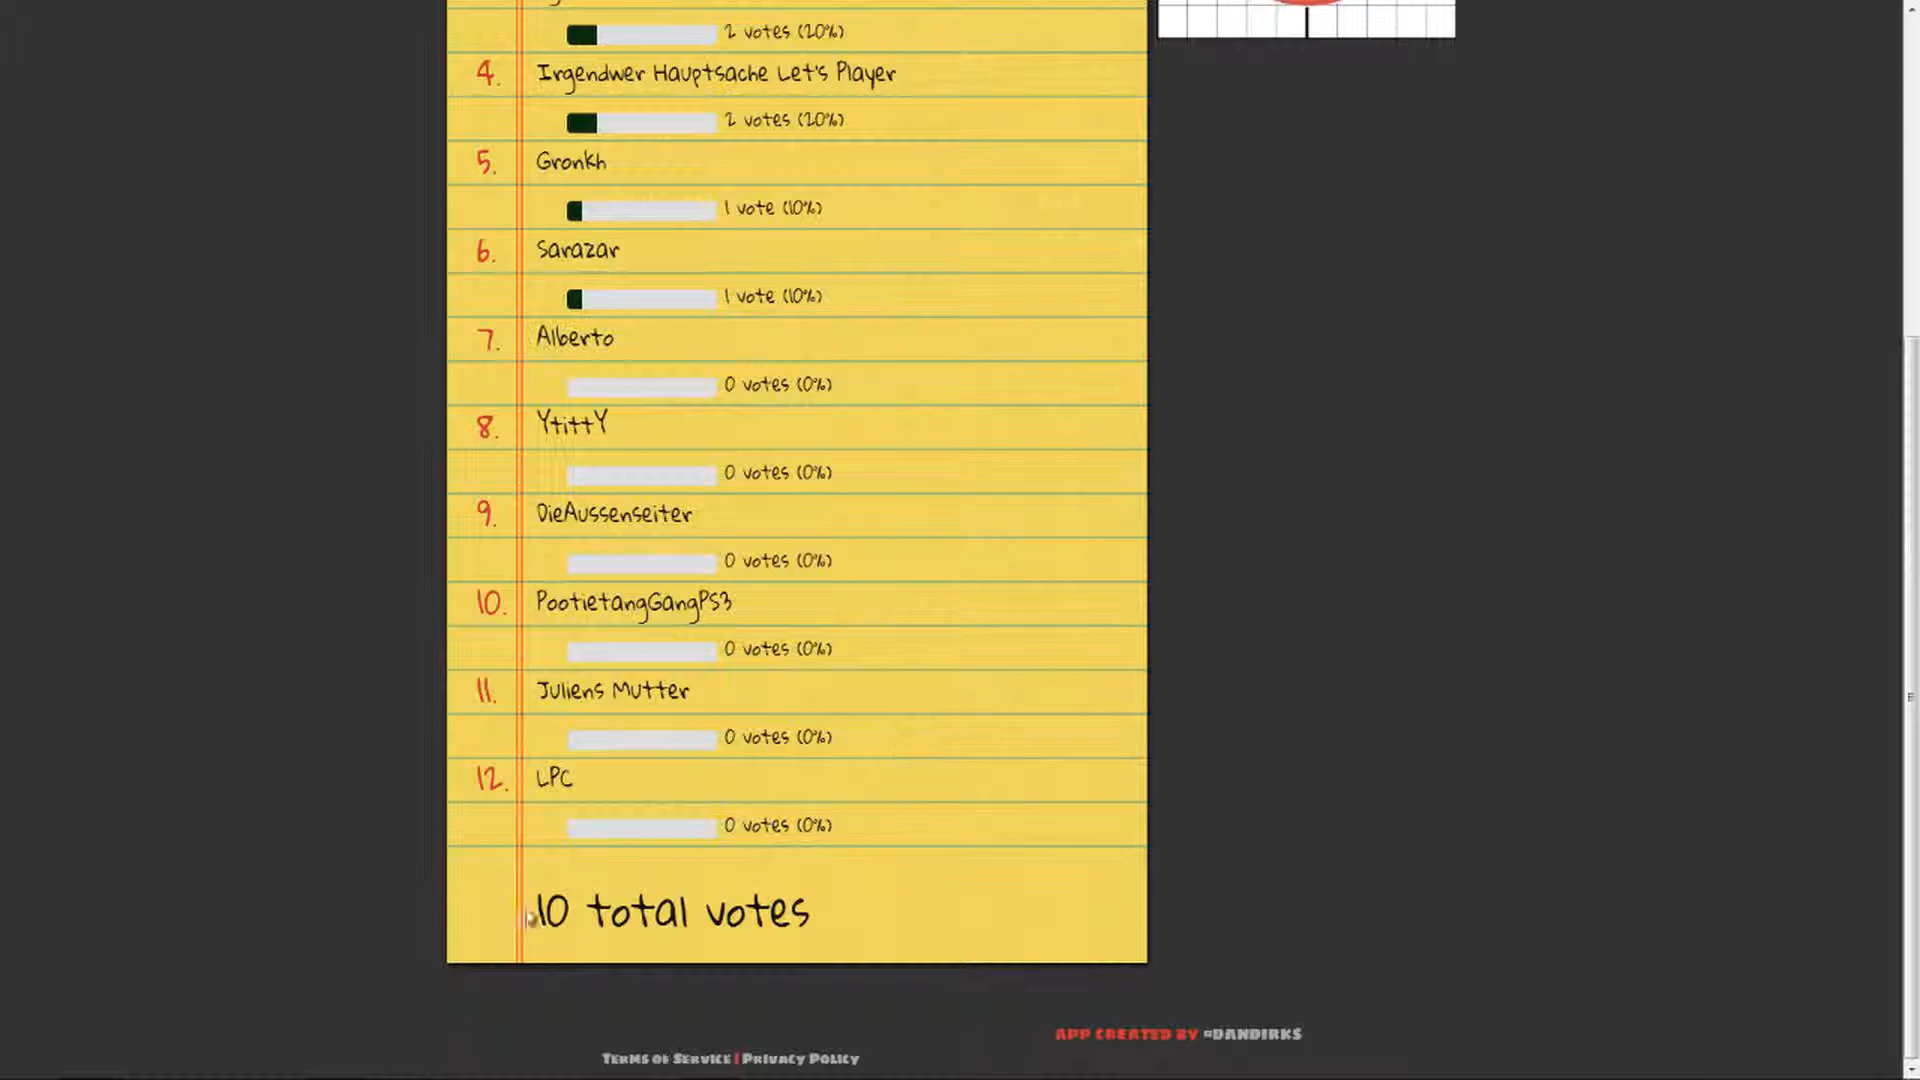 2 votes (20%)
4. Irgendwer Hauptsache Let's Player
2 votes (20%)
5. Gronkh
1 vote (10%)
6. Sarazar
1 vote (10%)
7. Alberto
0 votes (0%)
8. YtittY
0 votes (0%)
9. DieAussenseiter
0 votes (0%)
10. PootietangGangPS3
0 votes (0%)
11. Juliens Mutter
0 votes (0%)
12. LPC
0 votes (0%)
10 total votes
APP CREATED BY @DANDIRKS
TERMS OF SERVICE | PRIVACY POLICY